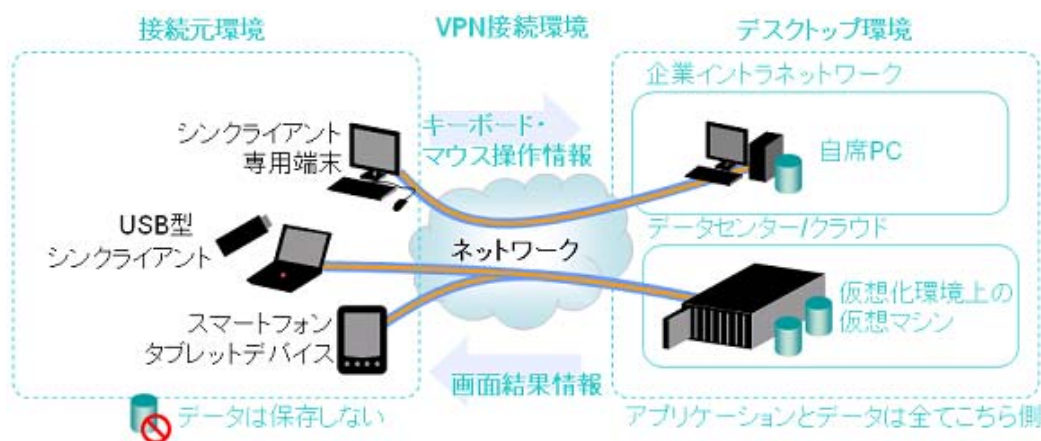 接続元環境
VPN接続環境
デスクトップ環境
企業イントラネットワーク
シンクライアント
専用端末
キーボード・
マウス操作情報
自席PC
USB型
シンクライアント
ネットワーク
データセンター/クラウド
仮想化環境上の
仮想マシン
スマートフォン
タブレットデバイス
画面結果情報
データは保存しない
アプリケーションとデータは全てこちら側